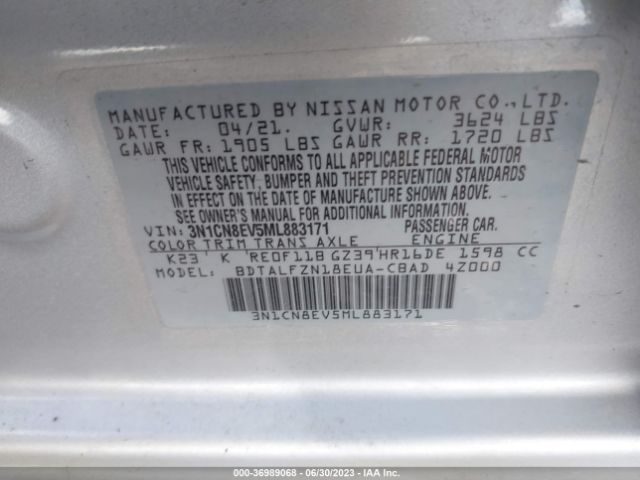 MANUFACTURED BY NISSAN MOTOR CO., LTD.
DATE: 04/21. GVWR: 3624 LBS
GAWR FR: 1905 LBS GAWR RR: 1720 LBS
THIS VEHICLE CONFORMS TO ALL APPLICABLE FEDERAL MOTOR
VEHICLE SAFETY, BUMPER AND THEFT PREVENTION STANDARDS
IN EFFECT ON THE DATE OF MANUFACTURE SHOWN ABOVE.
SEE OWNER'S MANUAL FOR ADDITIONAL INFORMATION.
VIN: 3N1CN8EV5ML883171 PASSENGER CAR.
COLOR TRIM TRANS AXLE ENGINE
K23 K RE0F11B GZ39 HR16DE 1598 CC
MODEL: BDTALFZN18EUA-CBAD 4Z000
3N1CN8EV5ML883171
000-36989068 - 06/30/2023 - IAA Inc.